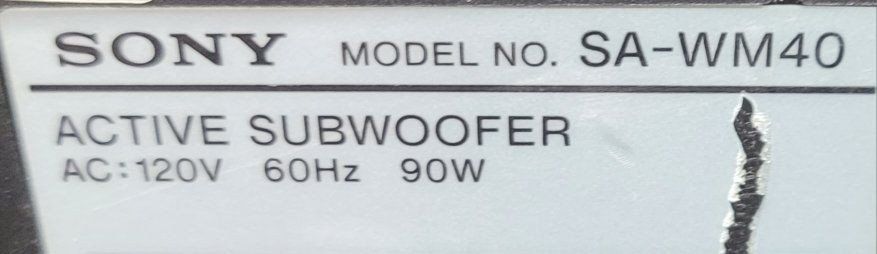 SONY MODEL NO. SA-WM40
ACTIVE SUBWOOFER
AC:120V 60Hz 90W